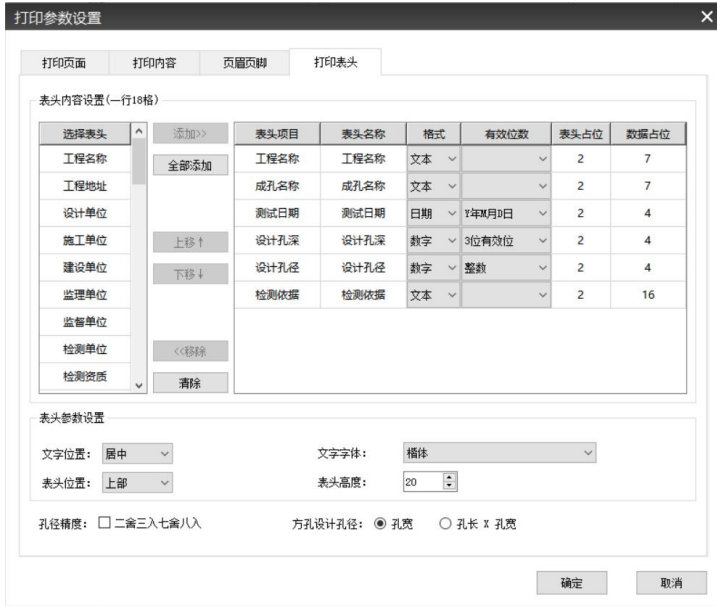 打印参数设置
打印页面 打印内容 页眉页脚 打印表头
表头内容设置(一行18格)
选择表头 添加>> 表头项目 表头名称 格式 有效位数 表头占位 数据占位
工程名称 全部添加 工程名称 工程名称 文本 2 7
工程地址 成孔名称 成孔名称 文本 2 7
设计单位 测试日期 测试日期 日期 Y年M月D日 2 4
施工单位 上移↑ 设计孔深 设计孔深 数字 3位有效位 2 4
建设单位 下移↓ 设计孔径 设计孔径 数字 整数 2 4
监理单位 检测依据 检测依据 文本 2 16
监督单位
检测单位 <<移除
检测资质 清除
表头参数设置
文字位置: 居中 文字字体: 楷体
表头位置: 上部 表头高度: 20
孔径精度: 二舍三入七舍八入 方孔设计孔径: 孔宽 孔长 X 孔宽
确定 取消